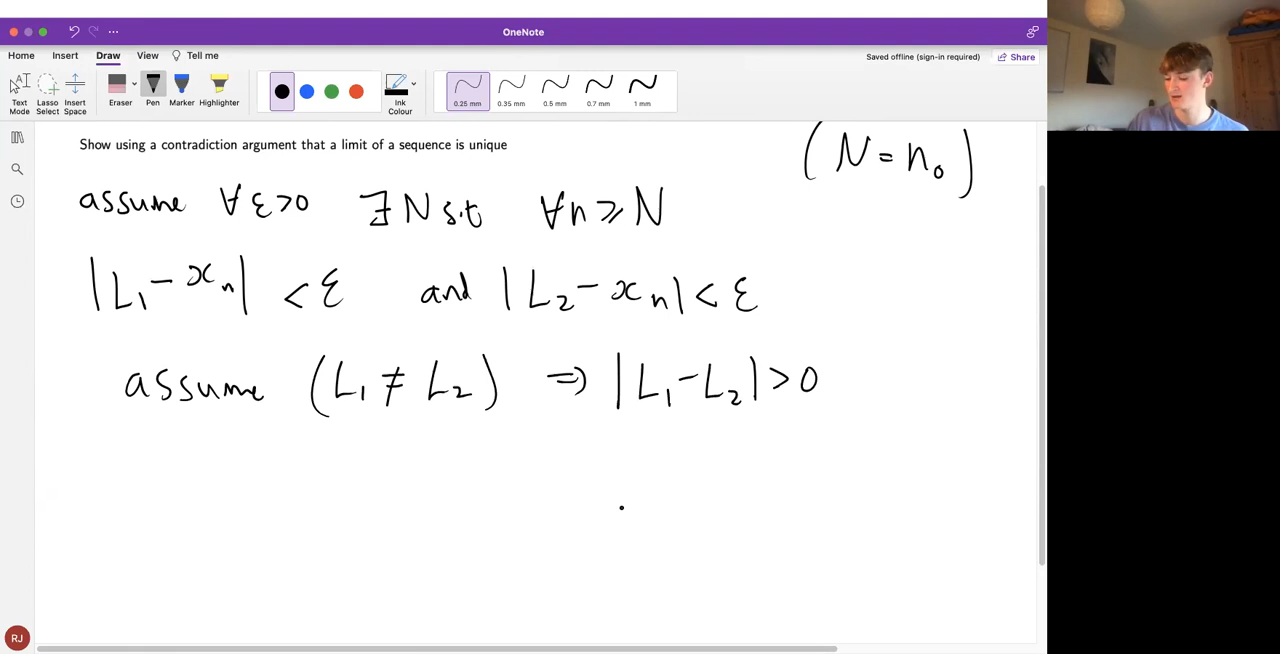 OneNote
Home Insert Draw View Tell me
Saved offline (sign-in required) Share
Text Mode Lasso Select Insert Space Eraser Pen Marker Highlighter Ink Colour 0.25 mm 0.35 mm 0.5 mm 0.7 mm 1 mm
Show using a contradiction argument that a limit of a sequence is unique
(N = n₀)
assume ∀ε>0 ∃N s.t ∀n⩾N
|L₁ - xₙ| < ε and |L₂ - xₙ| < ε
assume (L₁ ≠ L₂) ⇒ |L₁ - L₂| > 0
RJ